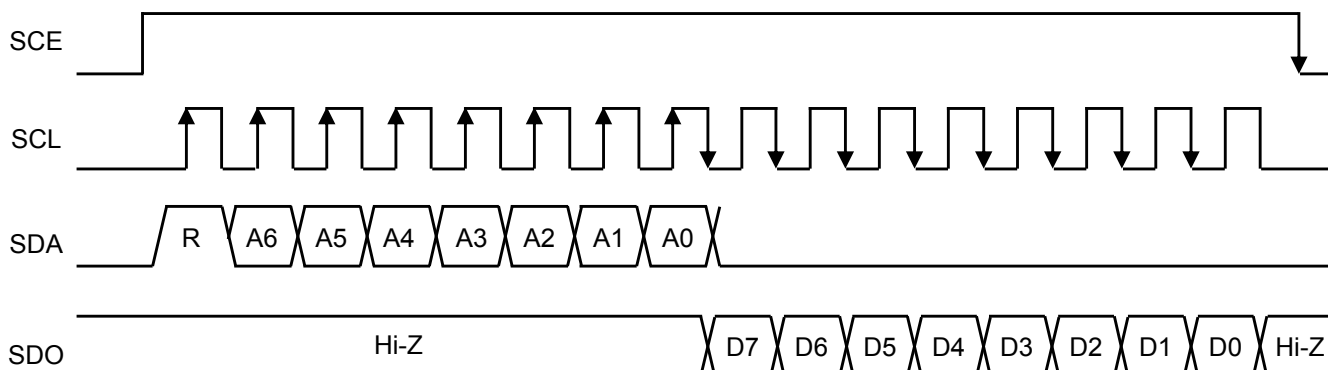 SCE
SCL
SDA R A6 A5 A4 A3 A2 A1 A0
SDO Hi-Z D7 D6 D5 D4 D3 D2 D1 D0 Hi-Z